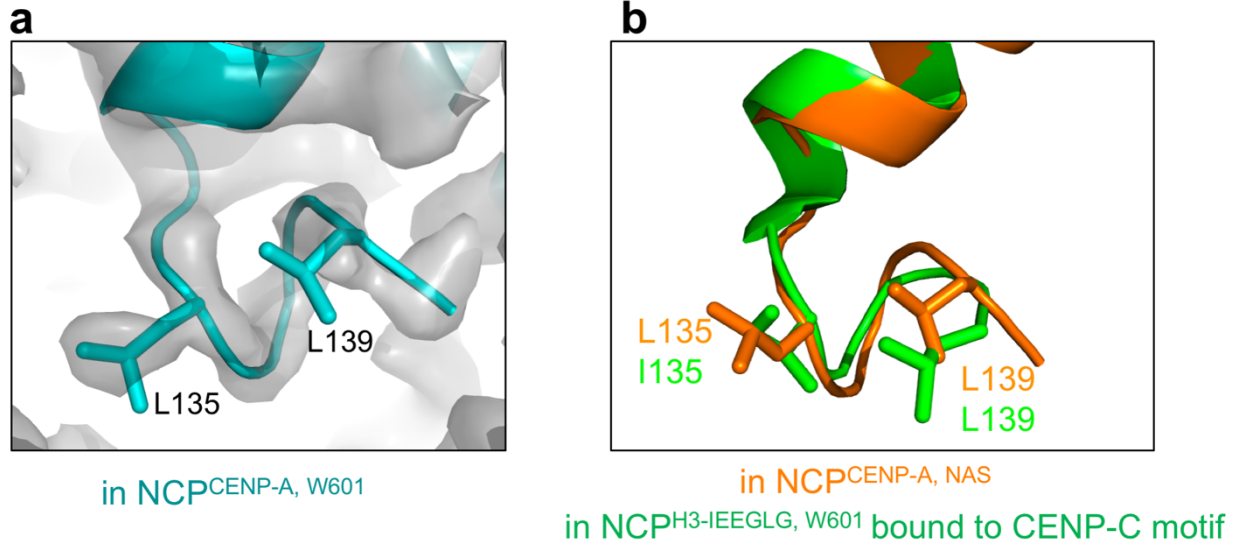 a
L139
L135
in NCPCENP-A, W601
b
L135
I135
L139
L139
in NCPCENP-A, NAS
in NCPH3-IEEGLG, W601 bound to CENP-C motif